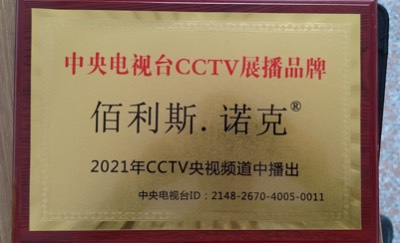 中央电视台CCTV展播品牌
佰利斯.诺克®
2021年CCTV央视频道中播出
中央电视台ID：2148-2670-4005-0011